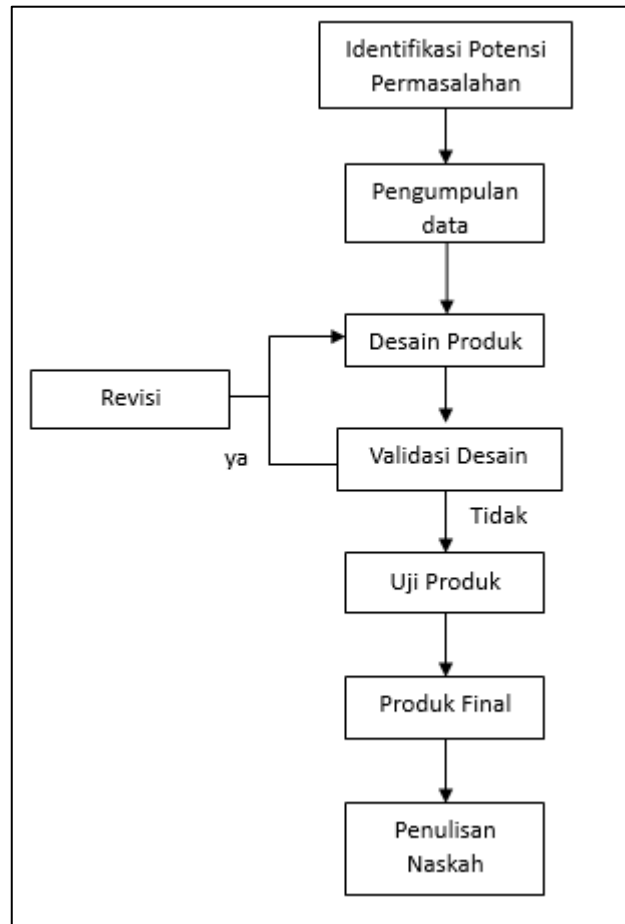 Identifikasi Potensi
Permasalahan
Pengumpulan
data
Desain Produk
Revisi
ya
Validasi Desain
Tidak
Uji Produk
Produk Final
Penulisan
Naskah